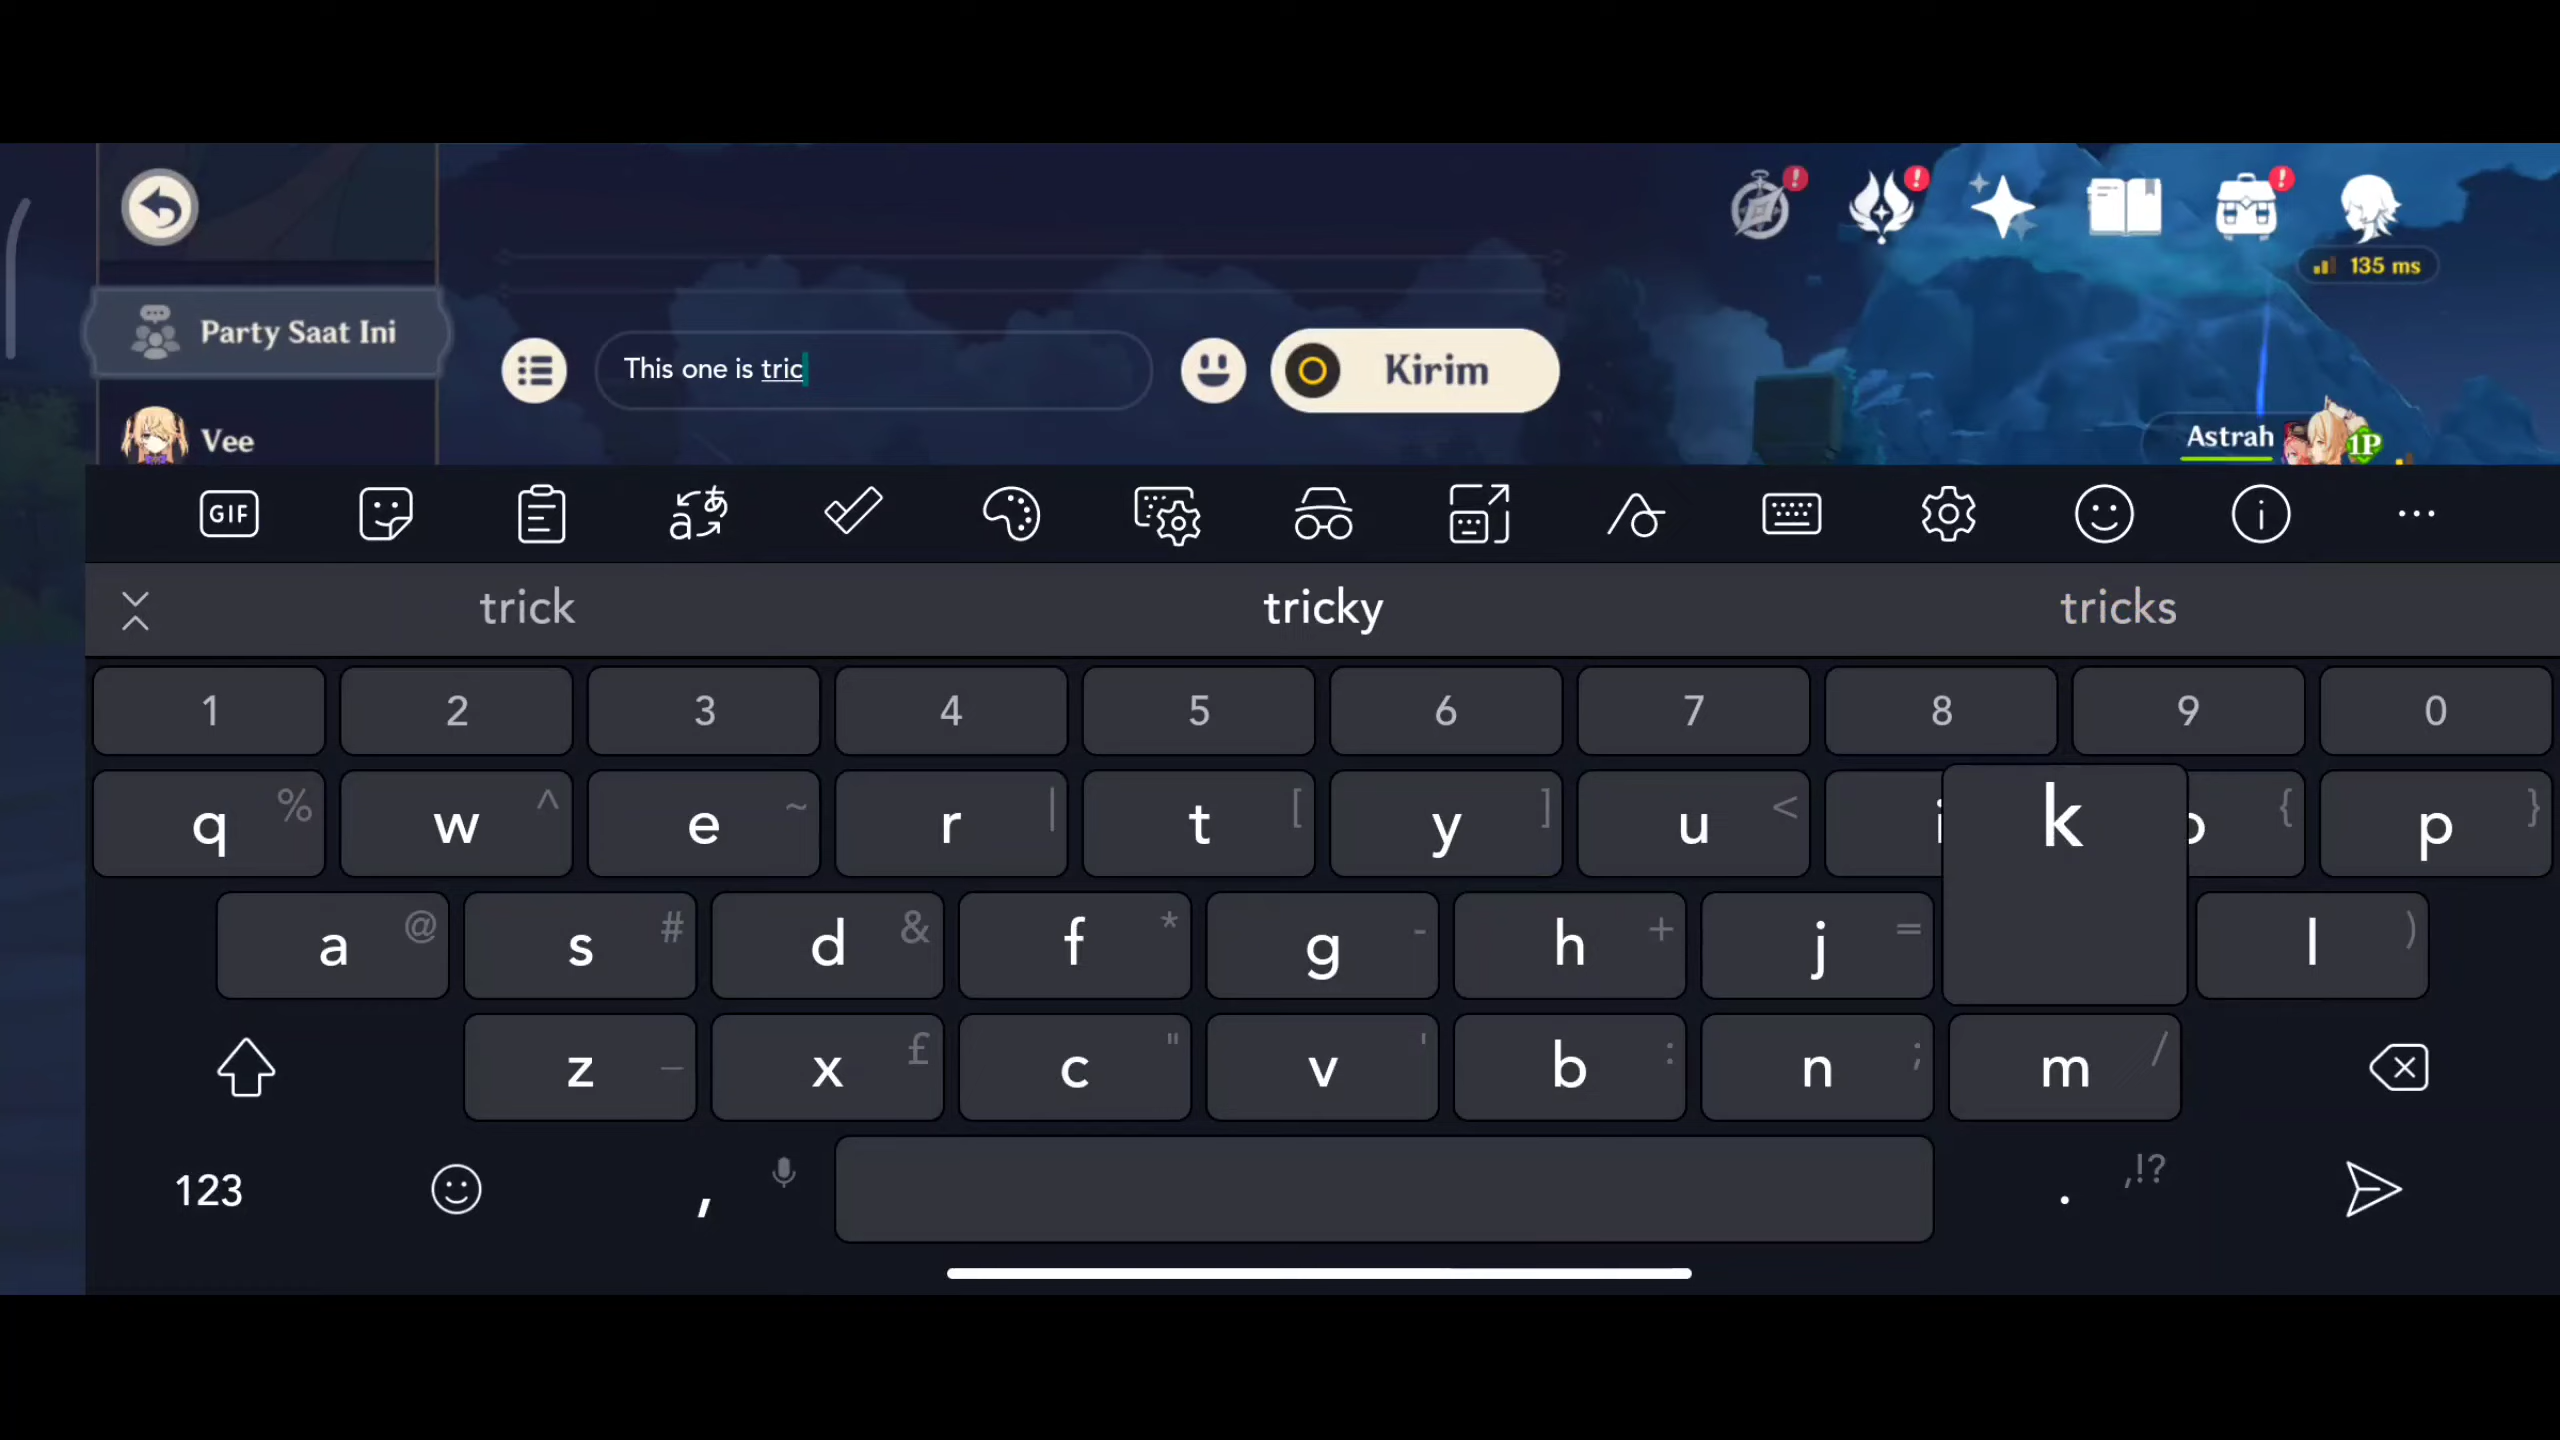 135 ms
Party Saat Ini
This one is tric
Kirim
Vee
Astrah
1P
GIF
a あ
trick tricky tricks
1 2 3 4 5 6 7 8 9 0
q % w ^ e ~ r | t [ y ] u < i k o { p }
a @ s # d & f * g - h + j = l )
z _ x £ c " v ' b : n ; m /
123 , . ,!?